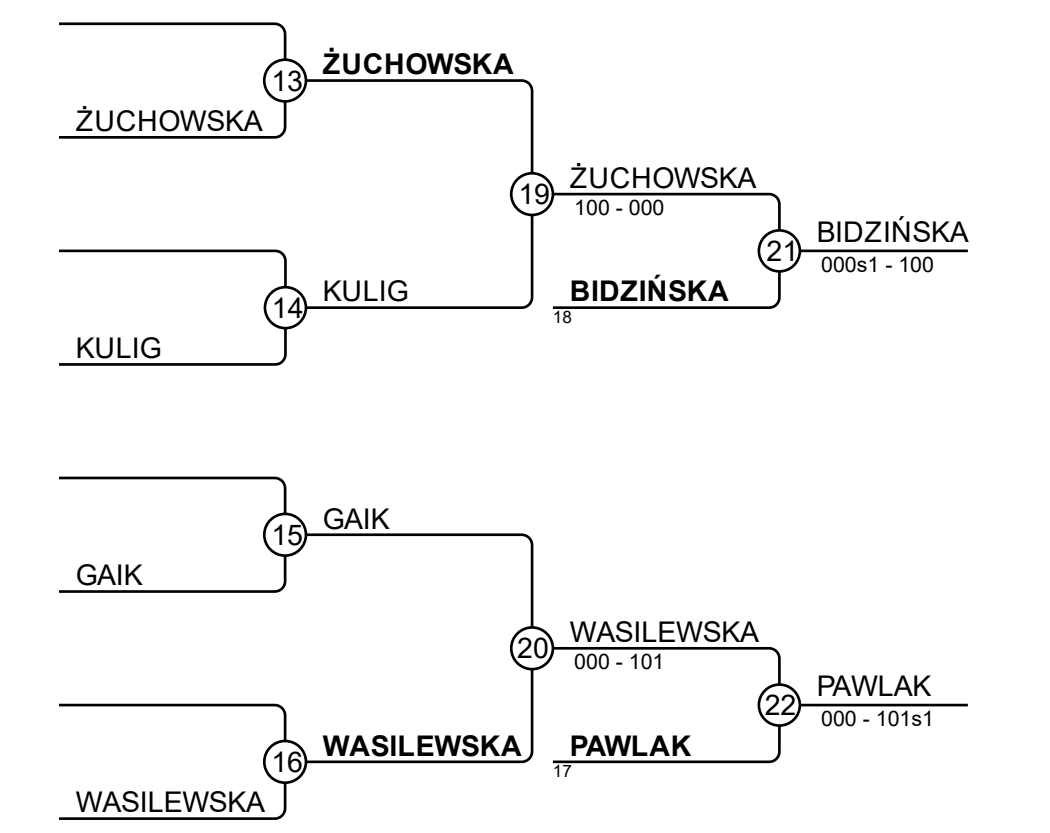 ŻUCHOWSKA
13
ŻUCHOWSKA
ŻUCHOWSKA
19
100 - 000
BIDZIŃSKA
21
000s1 - 100
KULIG
14
BIDZIŃSKA
18
KULIG
GAIK
15
GAIK
WASILEWSKA
20
000 - 101
PAWLAK
22
000 - 101s1
WASILEWSKA
16
PAWLAK
17
WASILEWSKA